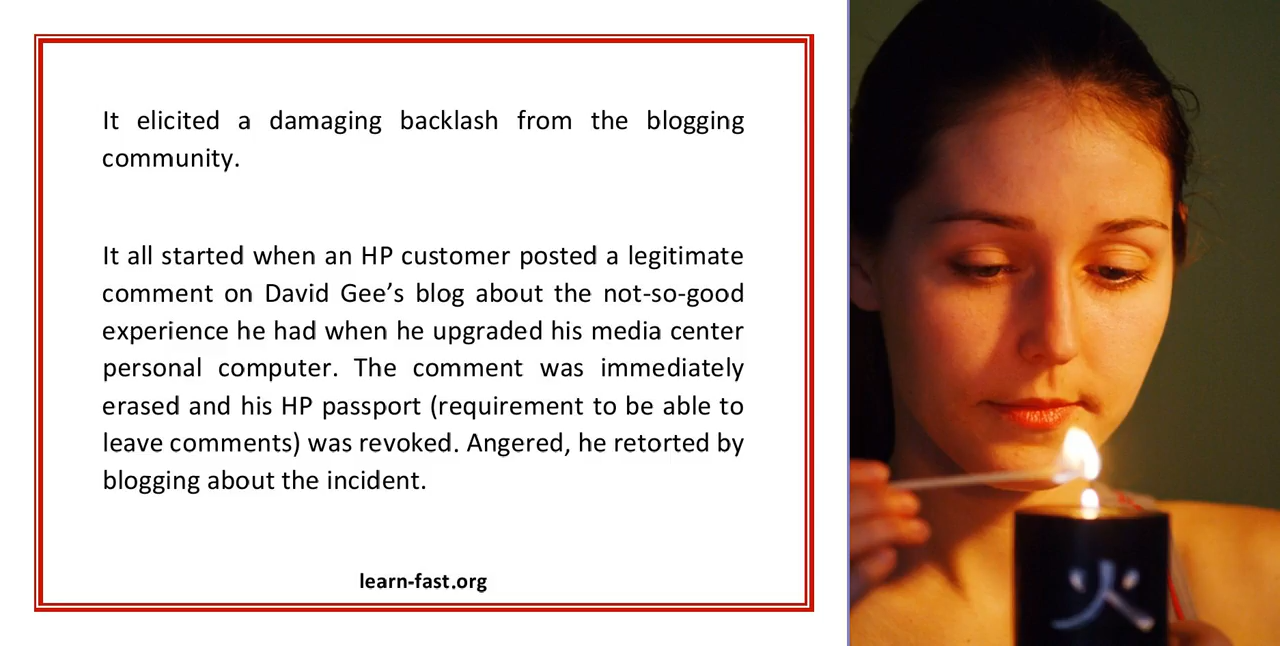 It elicited a damaging backlash from the blogging
community.
It all started when an HP customer posted a legitimate
comment on David Gee’s blog about the not-so-good
experience he had when he upgraded his media center
personal computer. The comment was immediately
erased and his HP passport (requirement to be able to
leave comments) was revoked. Angered, he retorted by
blogging about the incident.
learn-fast.org
火